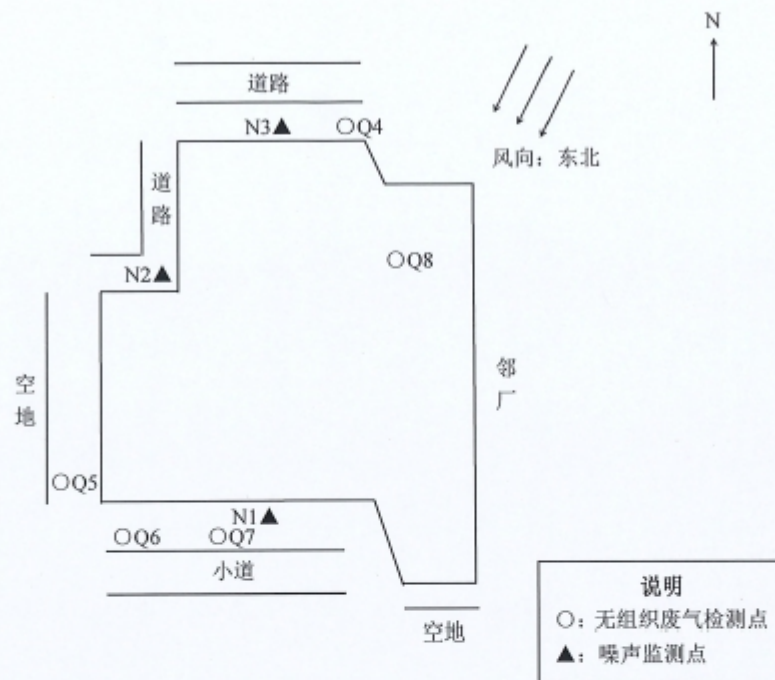 N
道路
N3▲ ○Q4
风向：东北
道
路
○Q8
N2▲
空
地
邻
厂
○Q5
N1▲
○Q6 ○Q7
小道
空地
说明
○：无组织废气检测点
▲：噪声监测点